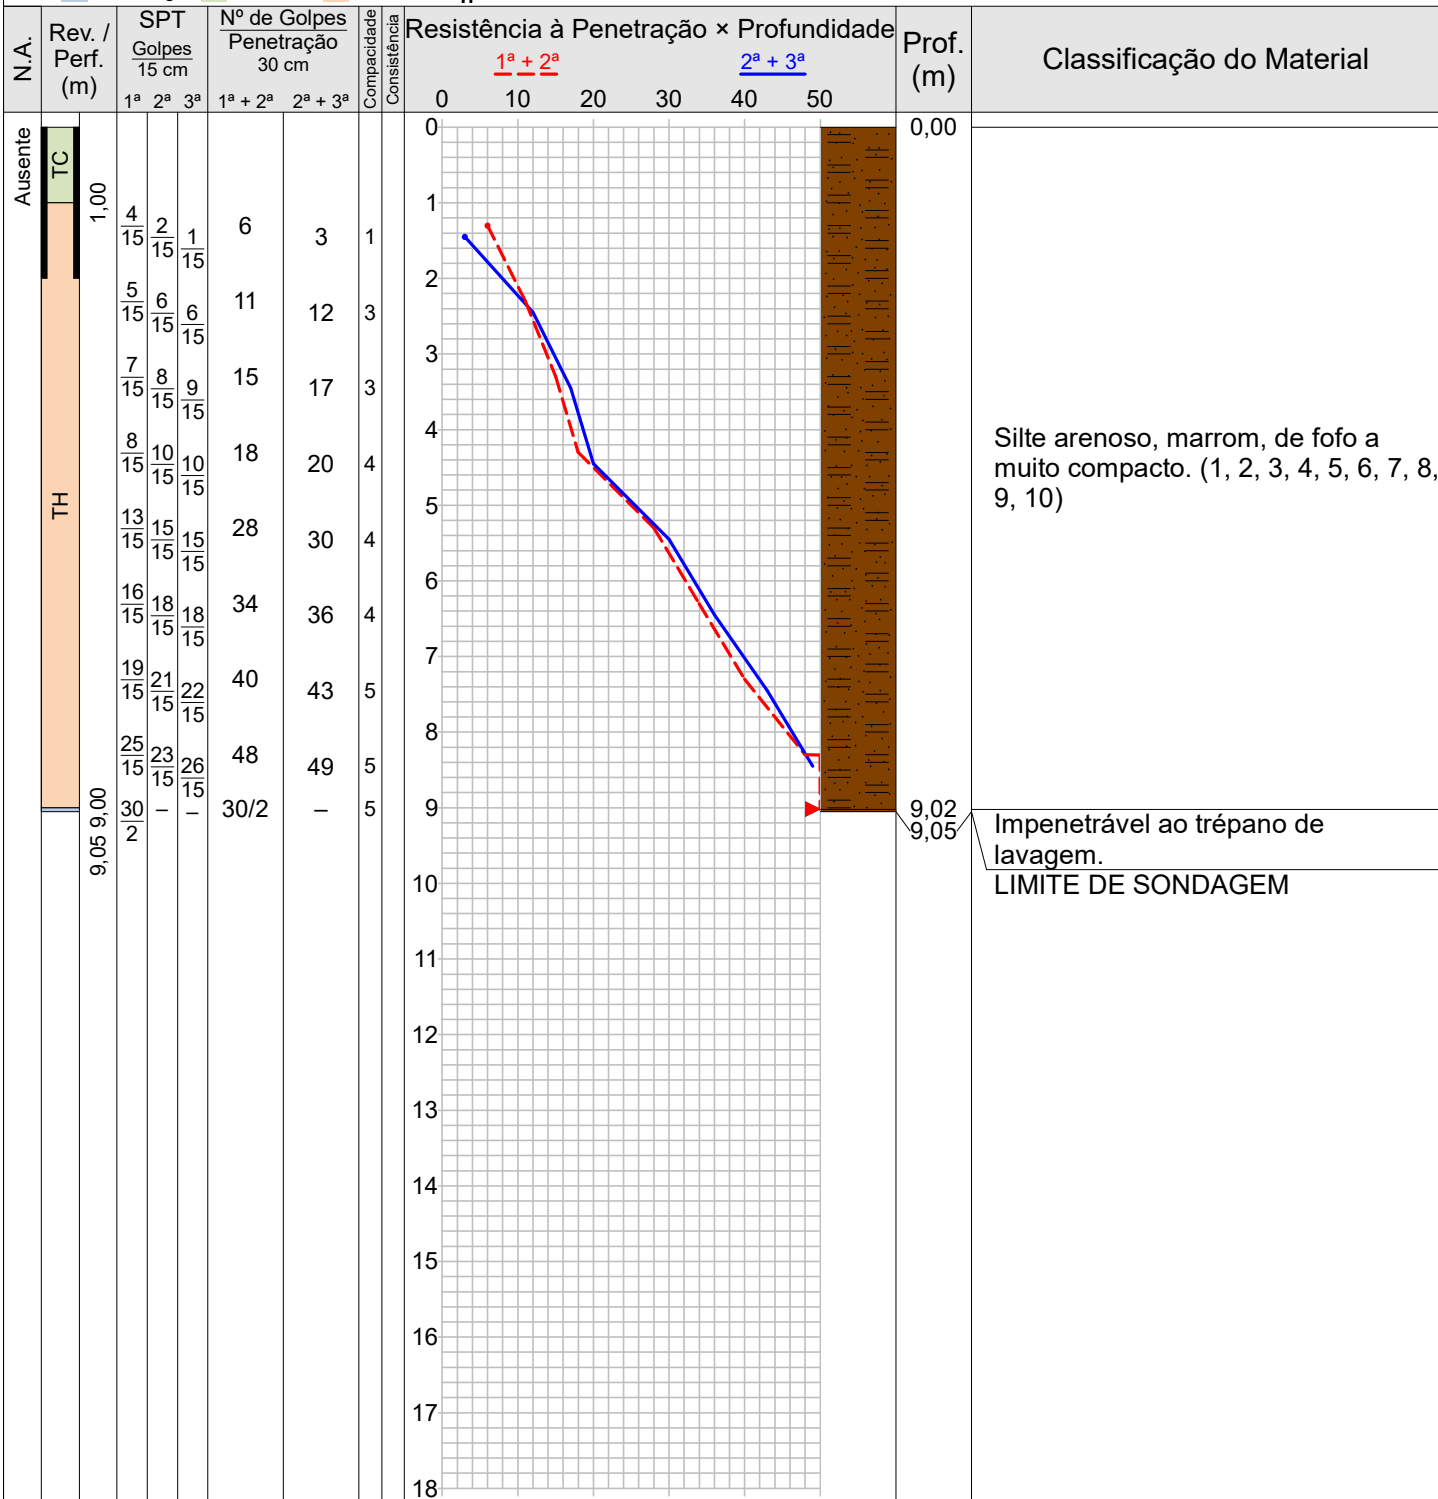 N.A.
Rev. /
Perf.
(m)
SPT
Golpes
15 cm
1ª 2ª 3ª
Nº de Golpes
Penetração
30 cm
1ª + 2ª 2ª + 3ª
Compacidade
Consistência
Resistência à Penetração × Profundidade
1ª + 2ª 2ª + 3ª
0 10 20 30 40 50
Prof.
(m)
Classificação do Material
Ausente
TC
1,00
TH
9,00
9,05
4/15 2/15 1/15 6 3 1
5/15 6/15 6/15 11 12 3
7/15 8/15 9/15 15 17 3
8/15 10/15 10/15 18 20 4
13/15 15/15 15/15 28 30 4
16/15 18/15 18/15 34 36 4
19/15 21/15 22/15 40 43 5
25/15 23/15 26/15 48 49 5
30/2 – – 30/2 – 5
0
1
2
3
4
5
6
7
8
9
10
11
12
13
14
15
16
17
18
0,00
9,02
9,05
Silte arenoso, marrom, de fofo a
muito compacto. (1, 2, 3, 4, 5, 6, 7, 8,
9, 10)
Impenetrável ao trépano de
lavagem.
LIMITE DE SONDAGEM